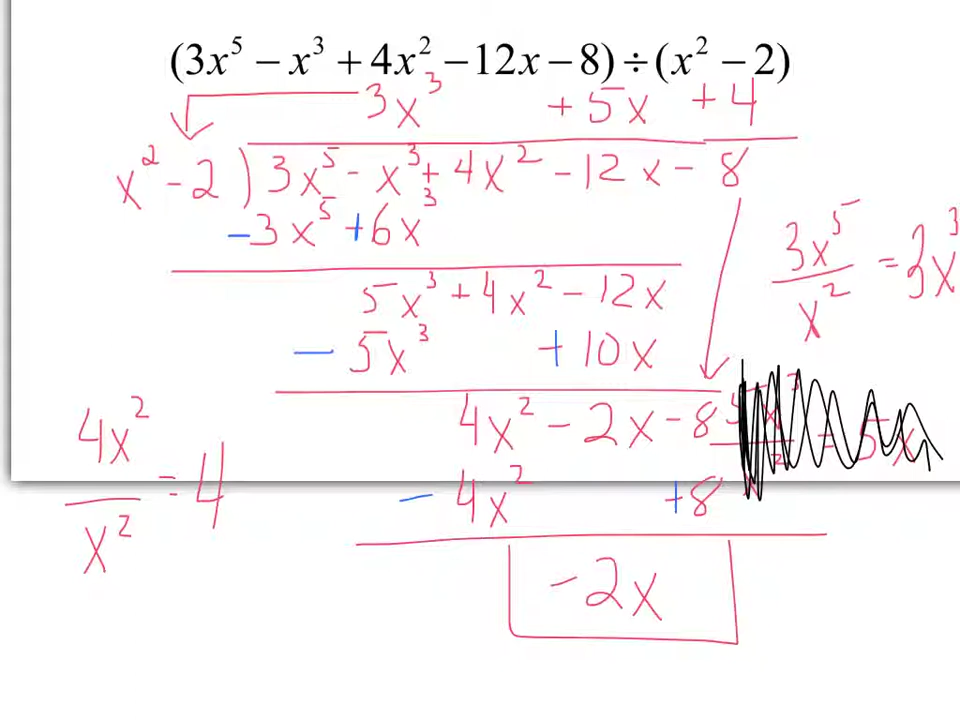 (3x⁵ − x³ + 4x² − 12x − 8) ÷ (x² − 2)
3x³ + 5x + 4
x² - 2 ) 3x⁵ - x³ + 4x² - 12x - 8
-3x⁵ + 6x³
5x³ + 4x² - 12x
- 5x³ + 10x
4x² - 2x - 8
- 4x² + 8
-2x
3x⁵/x² = 3x³
= 5x
4x²/x² = 4